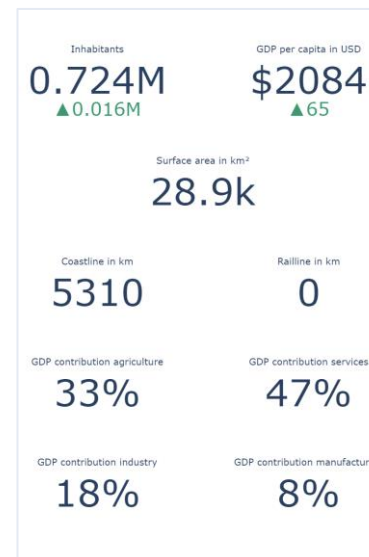 Inhabitants GDP per capita in USD
0.724M $2084
▲0.016M ▲65
Surface area in km²
28.9k
Coastline in km Railline in km
5310 0
GDP contribution agriculture GDP contribution services
33% 47%
GDP contribution industry GDP contribution manufactur
18% 8%